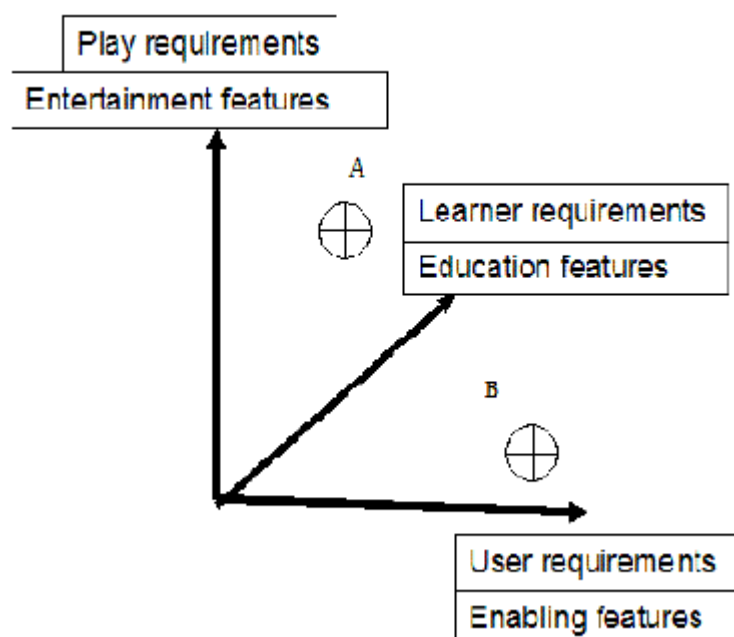 Play requirements
Entertainment features
A
Learner requirements
Education features
B
User requirements
Enabling features